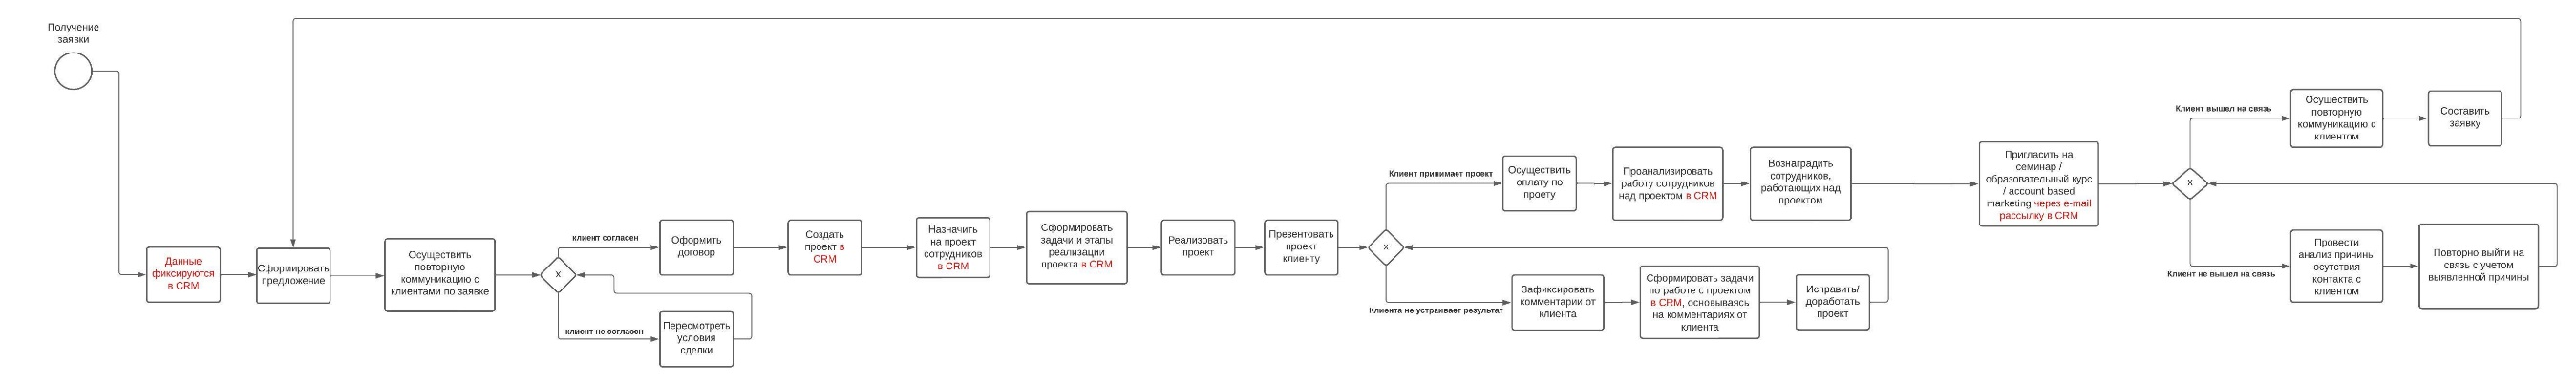 Получение
заявки
Данные
фиксируются
в CRM
Сформировать
предложение
Осуществить
повторную
коммуникацию с
клиентами по заявке
X
клиент согласен
Оформить
договор
клиент не согласен
Пересмотреть
условия
сделки
Создать
проект в
CRM
Назначить
на проект
сотрудников
в CRM
Сформировать
задачи и этапы
реализации
проекта в CRM
Реализовать
проект
Презентовать
проект
клиенту
X
Клиент принимает проект
Осуществить
оплату по
проету
Проанализировать
работу сотрудников
над проектом в CRM
Вознаградить
сотрудников,
работающих над
проектом
Клиента не устраивает результат
Зафиксировать
комментарии от
клиента
Сформировать задачи
по работе с проектом
в CRM, основываясь
на комментариях от
клиента
Исправить/
доработать
проект
Пригласить на
семинар /
образовательный курс
/ account based
marketing через e-mail
рассылку в CRM
X
Клиент вышел на связь
Осуществить
повторную
коммуникацию с
клиентом
Составить
заявку
Клиент не вышел на связь
Провести
анализ причины
осутствия
контакта с
клиентом
Повторно выйти на
связь с учетом
выявленной причины